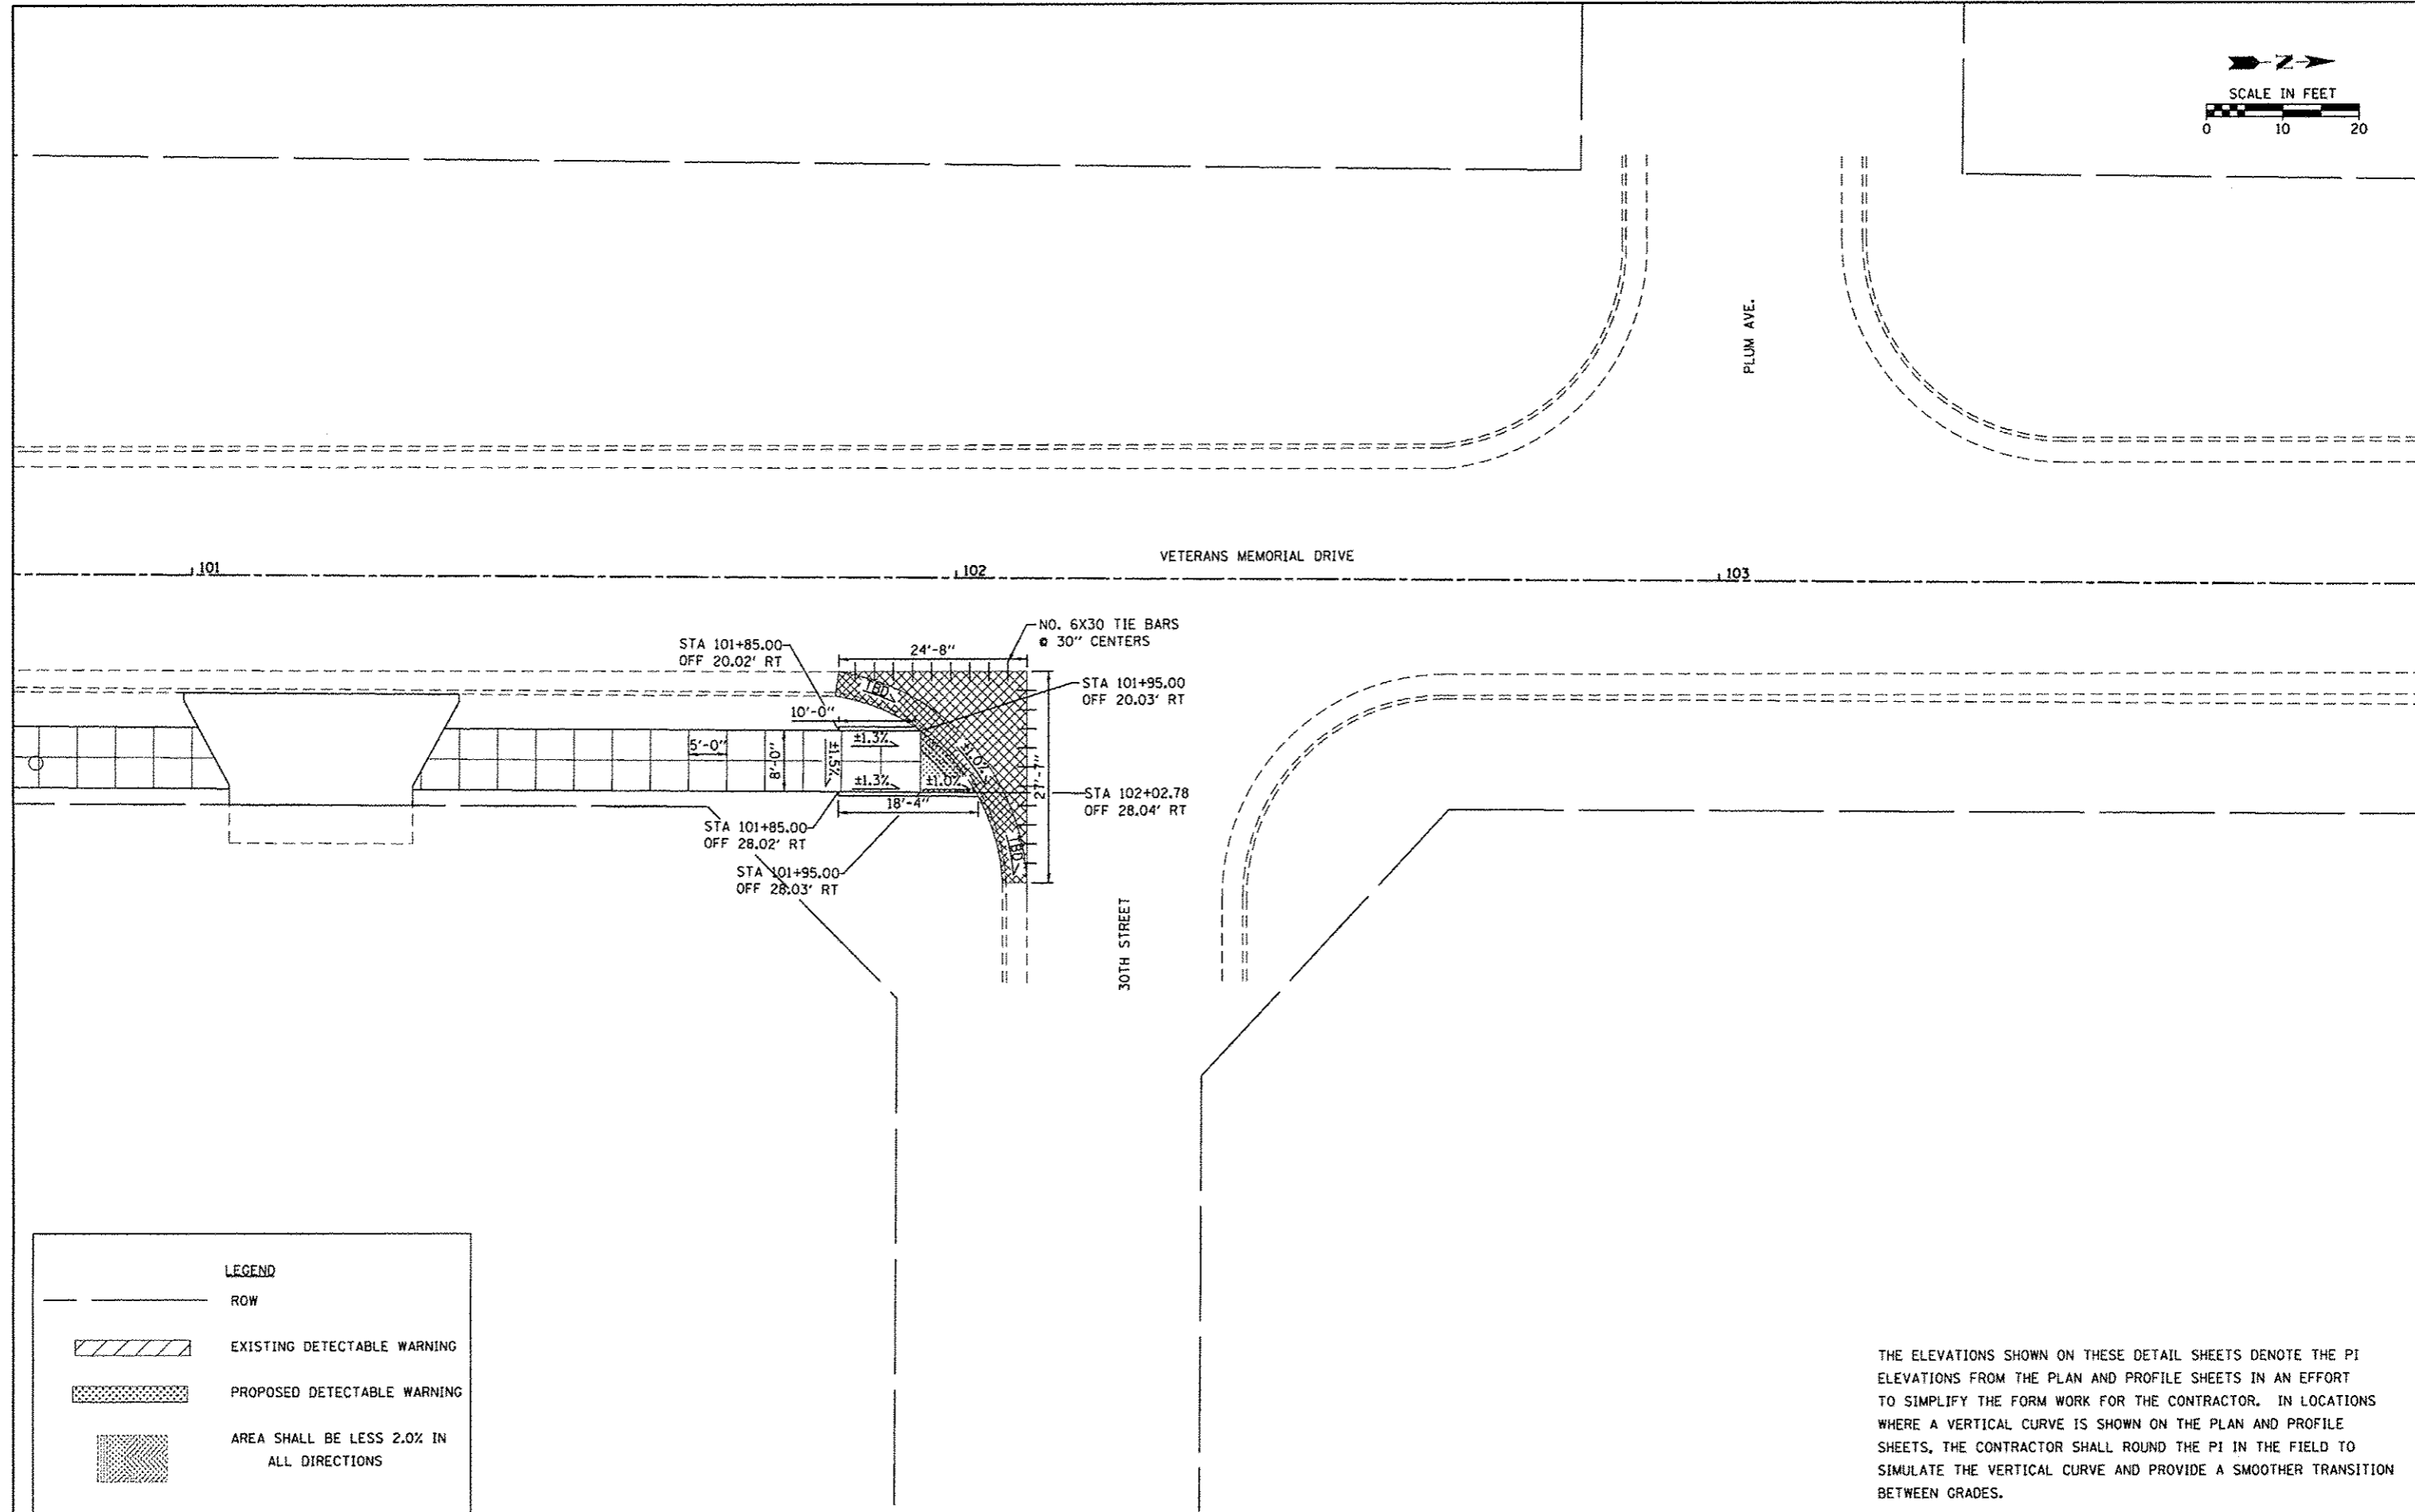 Z
SCALE IN FEET
0 10 20
PLUM AVE.
VETERANS MEMORIAL DRIVE
101
102
103
NO. 6X30 TIE BARS
@ 30" CENTERS
STA 101+85.00
OFF 20.02' RT
24'-8"
STA 101+95.00
OFF 20.03' RT
TBD
10'-0"
±1.3%
5'-0"
8'-0"
±1.5%
±1.0%
27'-7"
±1.3%
±1.0%
18'-4"
STA 102+02.78
OFF 28.04' RT
STA 101+85.00
OFF 28.02' RT
TBD
STA 101+95.00
OFF 28.03' RT
30TH STREET
LEGEND
ROW
EXISTING DETECTABLE WARNING
PROPOSED DETECTABLE WARNING
AREA SHALL BE LESS 2.0% IN
ALL DIRECTIONS
THE ELEVATIONS SHOWN ON THESE DETAIL SHEETS DENOTE THE PI
ELEVATIONS FROM THE PLAN AND PROFILE SHEETS IN AN EFFORT
TO SIMPLIFY THE FORM WORK FOR THE CONTRACTOR. IN LOCATIONS
WHERE A VERTICAL CURVE IS SHOWN ON THE PLAN AND PROFILE
SHEETS, THE CONTRACTOR SHALL ROUND THE PI IN THE FIELD TO
SIMULATE THE VERTICAL CURVE AND PROVIDE A SMOOTHER TRANSITION
BETWEEN GRADES.